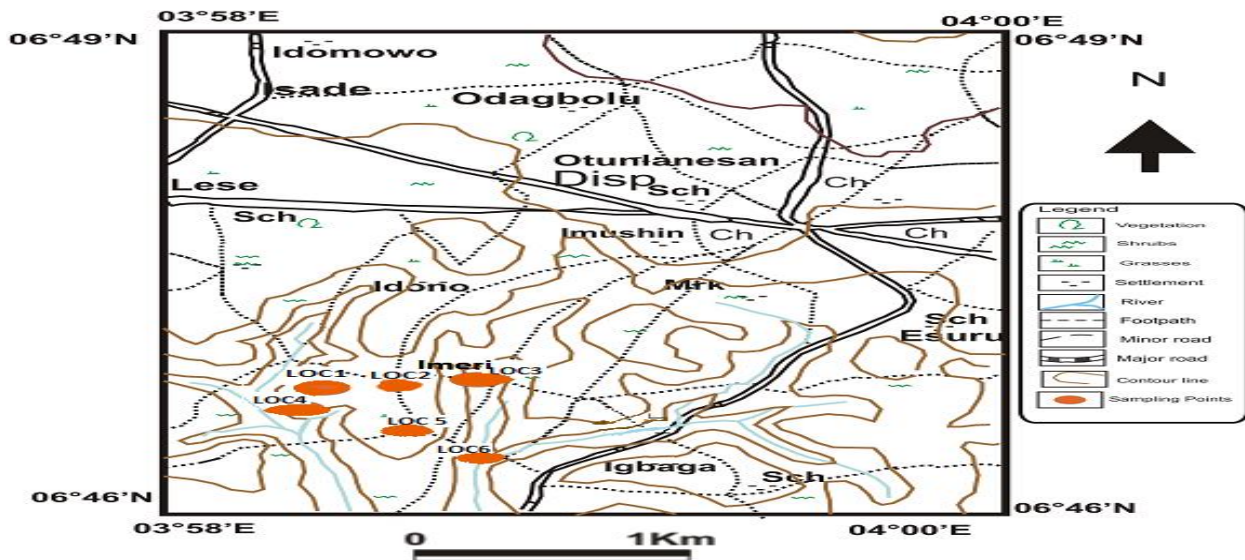 03°58'E
04°00'E
06°49'N
06°49'N
Idomowo
Isade
Odagbolu
N
Otunlanesan
Disp
Sch
Ch
Lese
Sch
Imushin
Ch
Ch
Idono
Mrk
Sch
Esuru
Imeri
LOC1
LOC2
LOC3
LOC4
LOC 5
LOC6
Igbaga
Sch
06°46'N
06°46'N
03°58'E
04°00'E
0
1Km
Legend
Vegetation
Shrubs
Grasses
Settlement
River
Footpath
Minor road
Major road
Contour line
Sampling Points